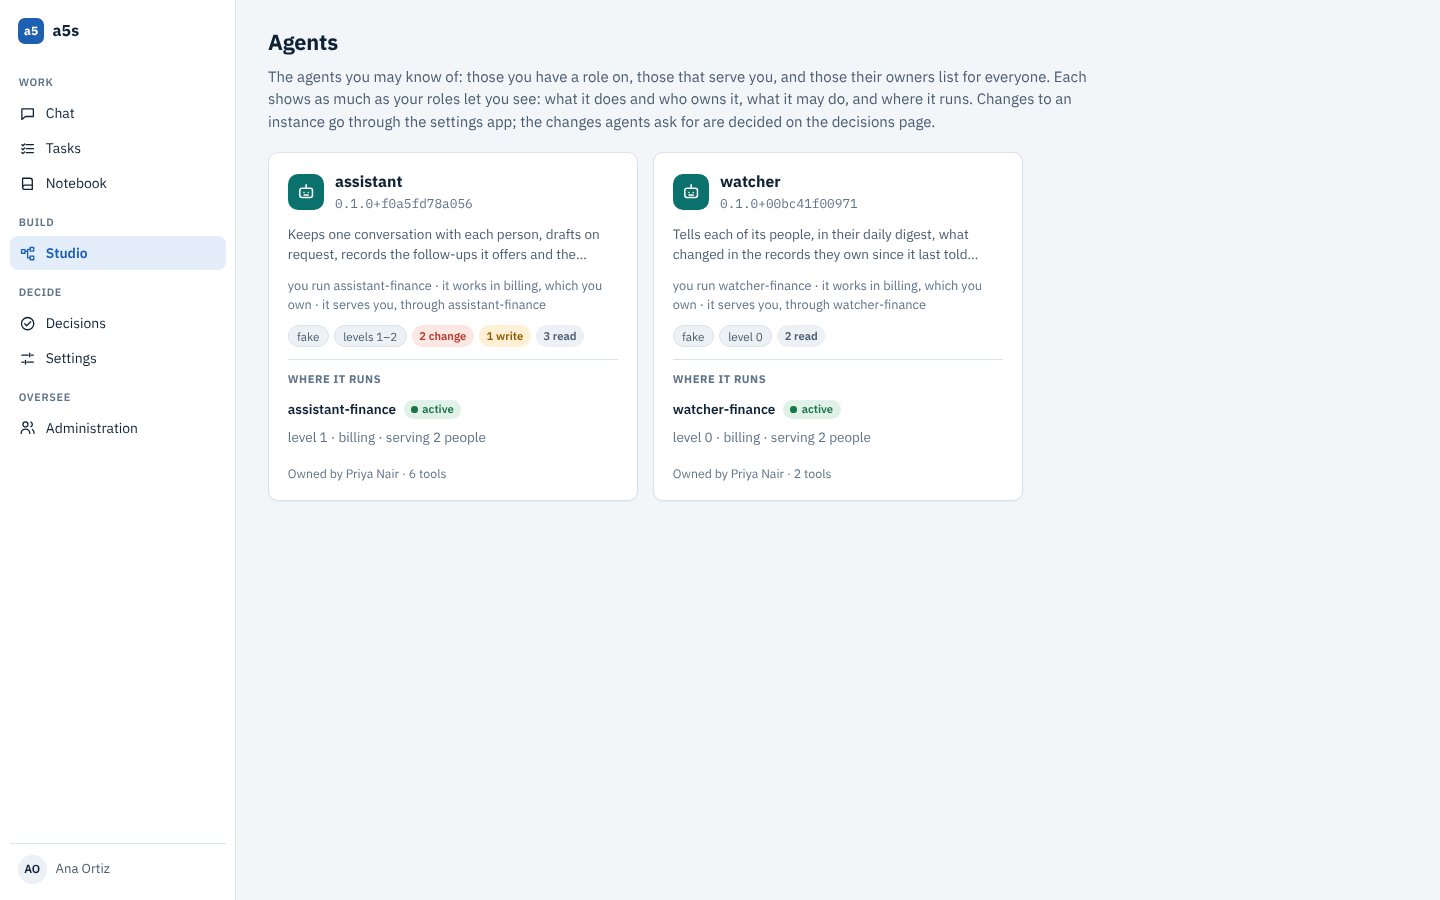 a5 a5s
WORK
Chat
Tasks
Notebook
BUILD
Studio
DECIDE
Decisions
Settings
OVERSEE
Administration
AO Ana Ortiz
Agents
The agents you may know of: those you have a role on, those that serve you, and those their owners list for everyone. Each
shows as much as your roles let you see: what it does and who owns it, what it may do, and where it runs. Changes to an
instance go through the settings app; the changes agents ask for are decided on the decisions page.
assistant
0.1.0+f0a5fd78a056
Keeps one conversation with each person, drafts on
request, records the follow-ups it offers and the…
you run assistant-finance · it works in billing, which you
own · it serves you, through assistant-finance
fake levels 1–2 2 change 1 write 3 read
WHERE IT RUNS
assistant-finance active
level 1 · billing · serving 2 people
Owned by Priya Nair · 6 tools
watcher
0.1.0+00bc41f00971
Tells each of its people, in their daily digest, what
changed in the records they own since it last told…
you run watcher-finance · it works in billing, which you
own · it serves you, through watcher-finance
fake level 0 2 read
WHERE IT RUNS
watcher-finance active
level 0 · billing · serving 2 people
Owned by Priya Nair · 2 tools